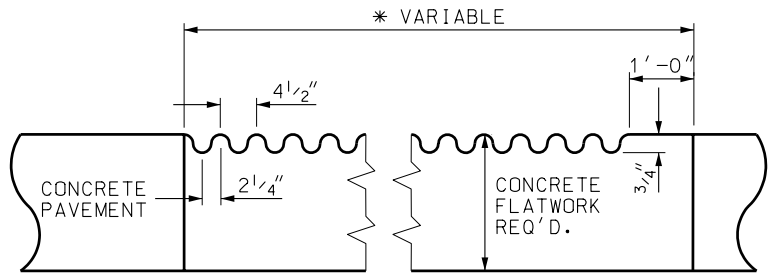 * VARIABLE
1'-0"
4 1/2"
CONCRETE
PAVEMENT
2 1/4"
CONCRETE
FLATWORK
REQ'D.
3/4"